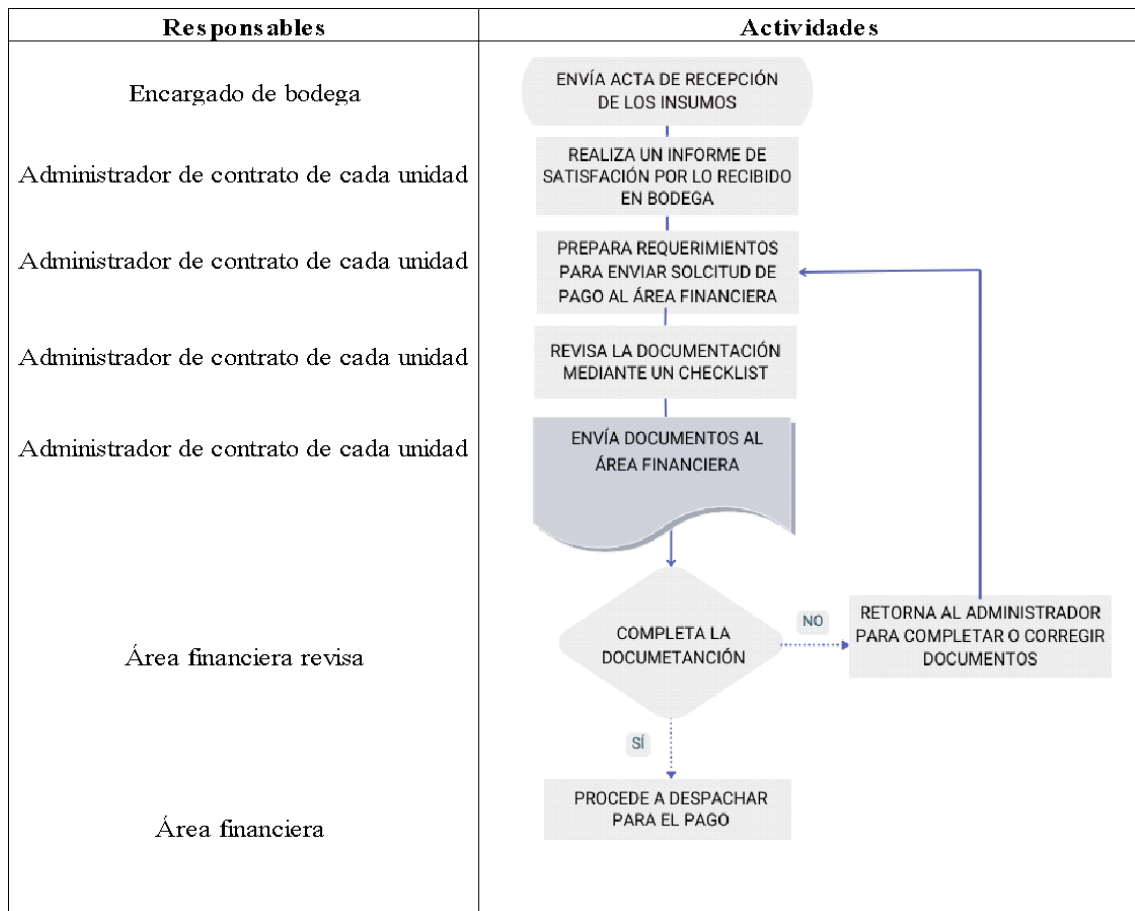 Responsables
Actividades
Encargado de bodega
ENVÍA ACTA DE RECEPCIÓN
DE LOS INSUMOS
Administrador de contrato de cada unidad
REALIZA UN INFORME DE
SATISFACCIÓN POR LO RECIBIDO
EN BODEGA
Administrador de contrato de cada unidad
PREPARA REQUERIMIENTOS
PARA ENVIAR SOLCITUD DE
PAGO AL ÁREA FINANCIERA
Administrador de contrato de cada unidad
REVISA LA DOCUMENTACIÓN
MEDIANTE UN CHECKLIST
Administrador de contrato de cada unidad
ENVÍA DOCUMENTOS AL
ÁREA FINANCIERA
Área financiera revisa
COMPLETA LA
DOCUMETANCIÓN
NO
RETORNA AL ADMINISTRADOR
PARA COMPLETAR O CORREGIR
DOCUMENTOS
SÍ
Área financiera
PROCEDE A DESPACHAR
PARA EL PAGO